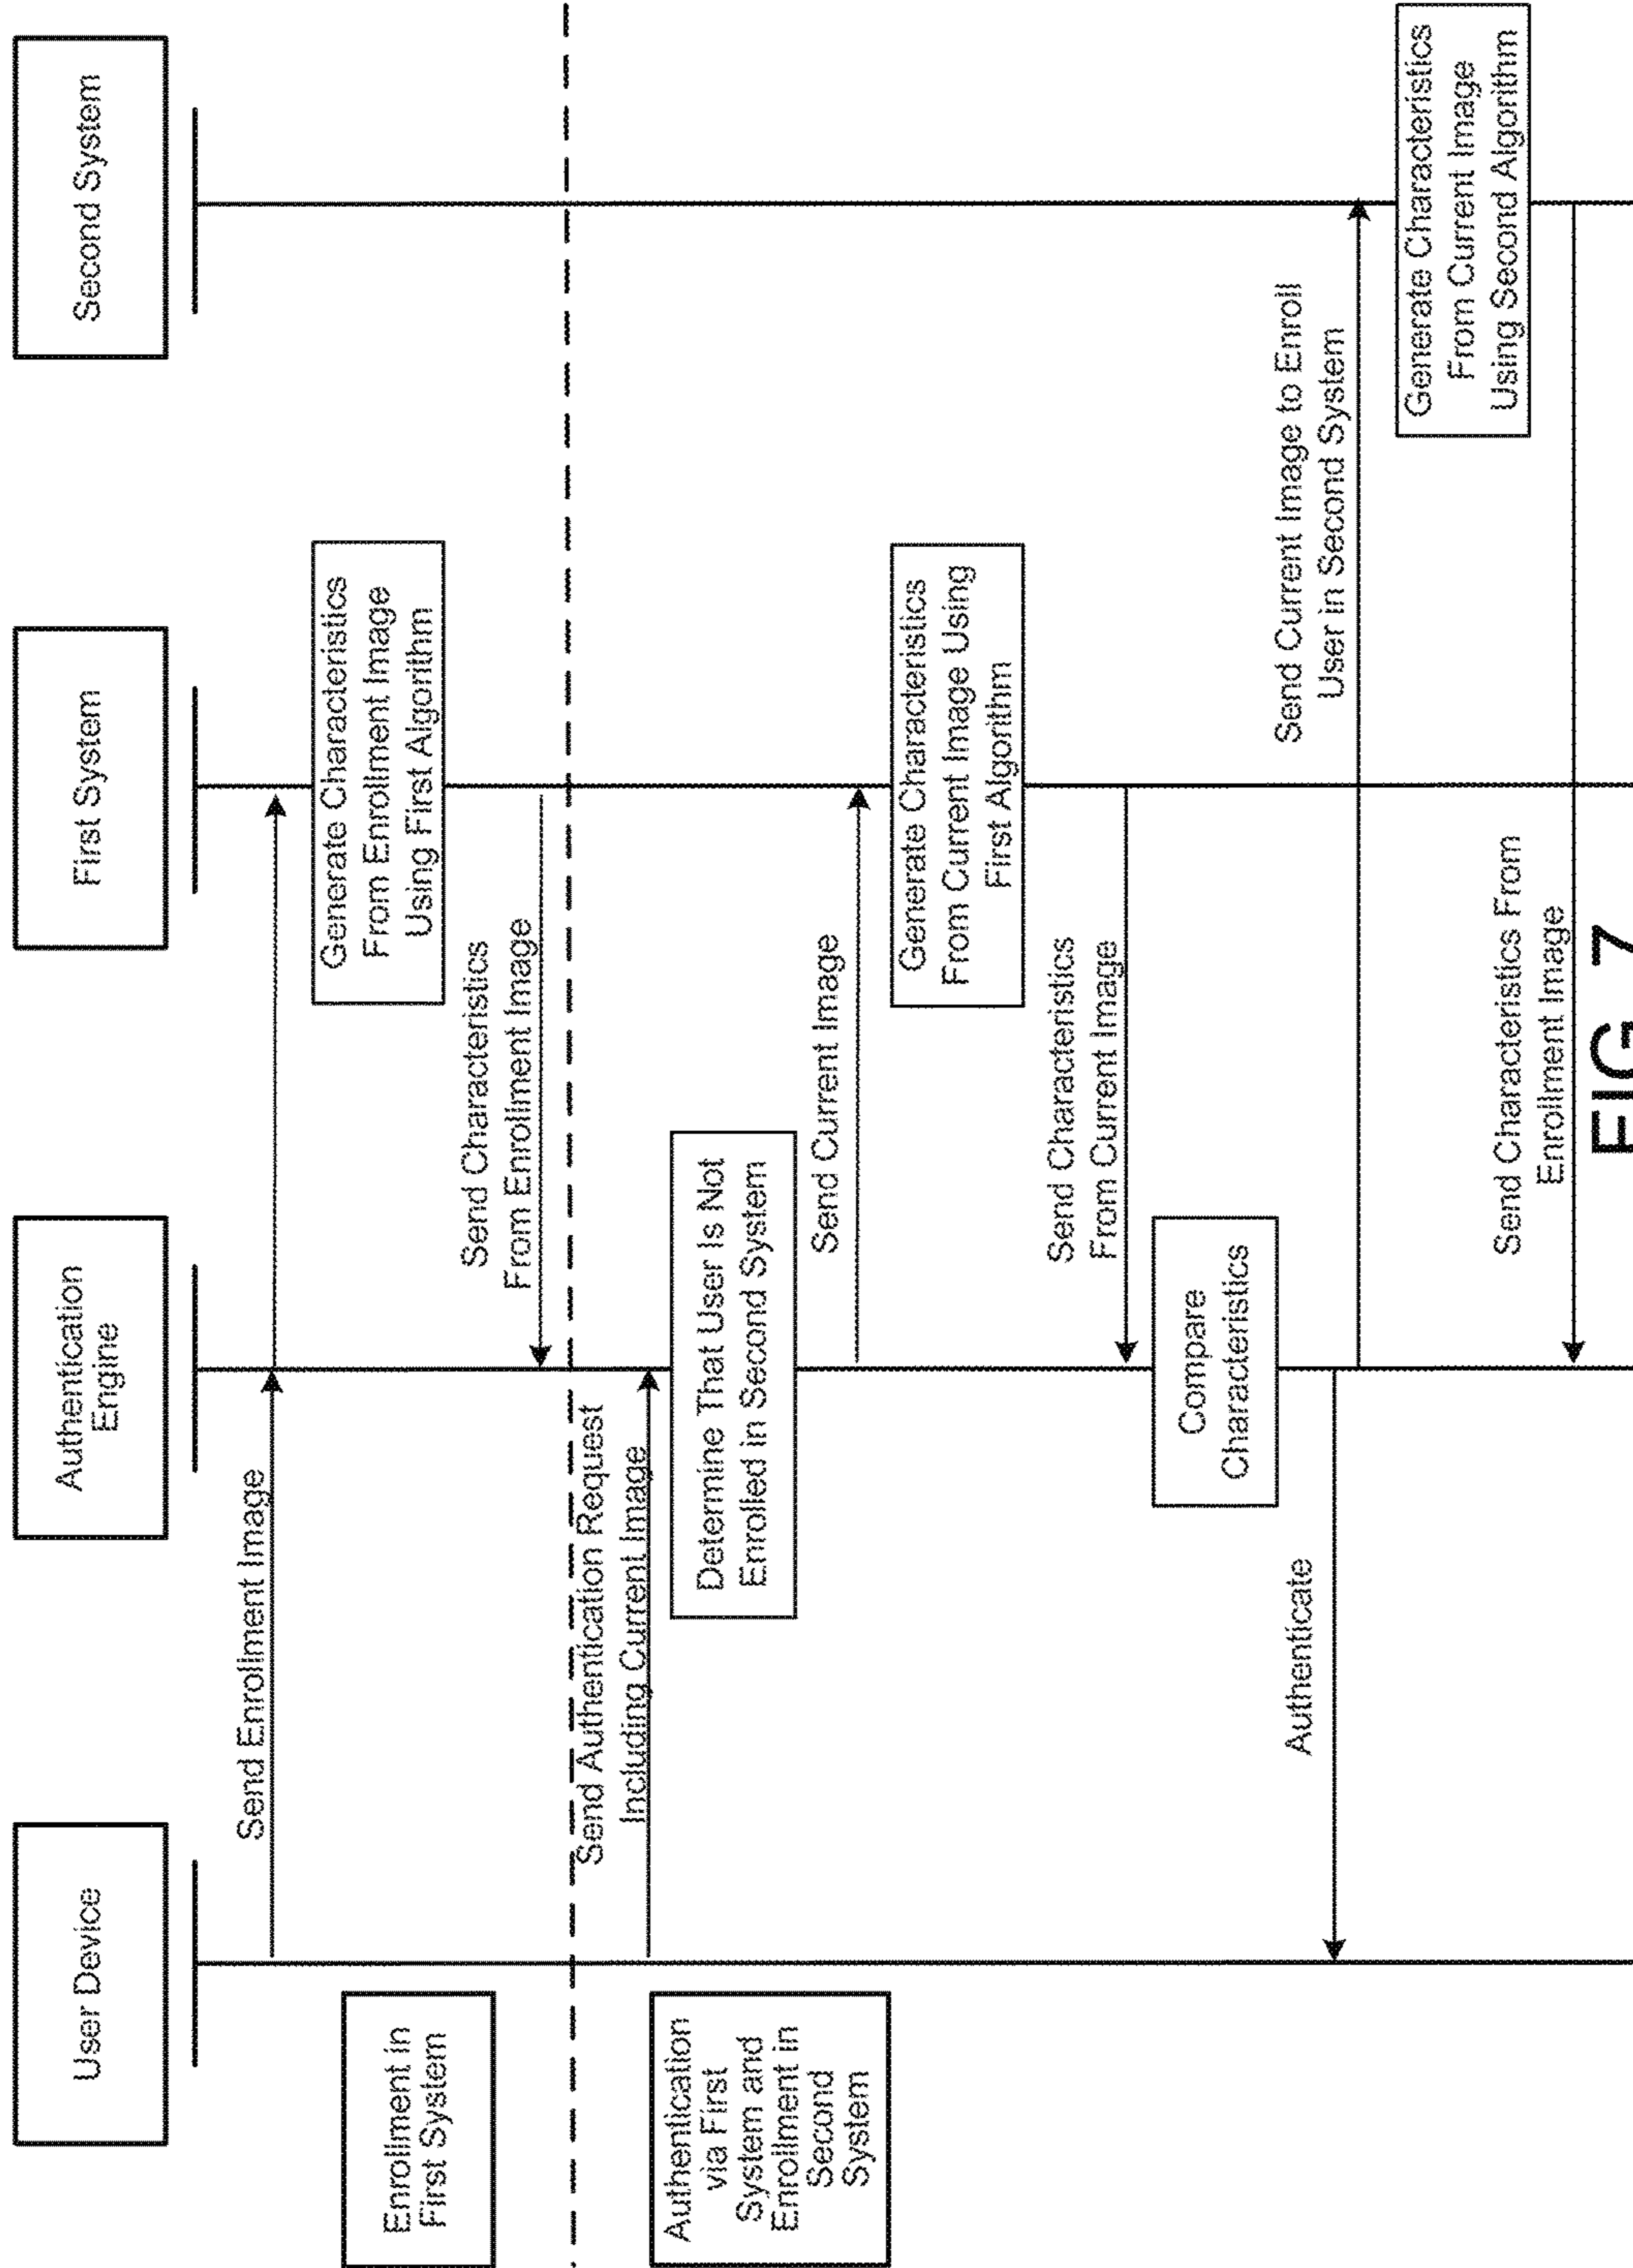 User Device
Authentication
Engine
First System
Second System
Enrollment in
First System
Send Enrollment Image
Generate Characteristics
From Enrollment Image
Using First Algorithm
Send Characteristics
From Enrollment Image
Authentication
via First
System and
Enrollment in
Second
System
Send Authentication Request
Including Current Image
Determine That User Is Not
Enrolled in Second System
Send Current Image
Generate Characteristics
From Current Image Using
First Algorithm
Send Characteristics
From Current Image
Compare
Characteristics
Authenticate
Send Current Image to Enroll
User in Second System
Generate Characteristics
From Current Image
Using Second Algorithm
Send Characteristics From
Enrollment Image
FIG. 7